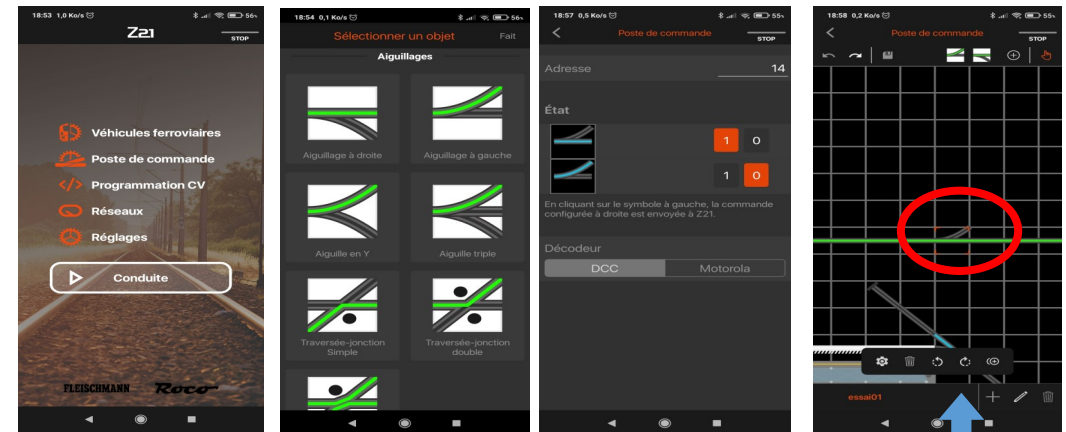 18:53 1,0 Ko/s
56
Z21
STOP
Véhicules ferroviaires
Poste de commande
Programmation CV
Réseaux
Réglages
Conduite
FLEISCHMANN Roco
18:54 0,1 Ko/s
56
Sélectionner un objet Fait
Aiguillages
Aiguillage à droite Aiguillage à gauche
Aiguille en Y Aiguille triple
Traversée-jonction Traversée-jonction
Simple double
18:57 0,5 Ko/s
55
Poste de commande
STOP
Adresse 14
État
1 0
1 0
En cliquant sur le symbole à gauche, la commande
configurée à droite est envoyée à Z21.
Décodeur
DCC Motorola
18:58 0,2 Ko/s
55
Poste de commande
STOP
essai01